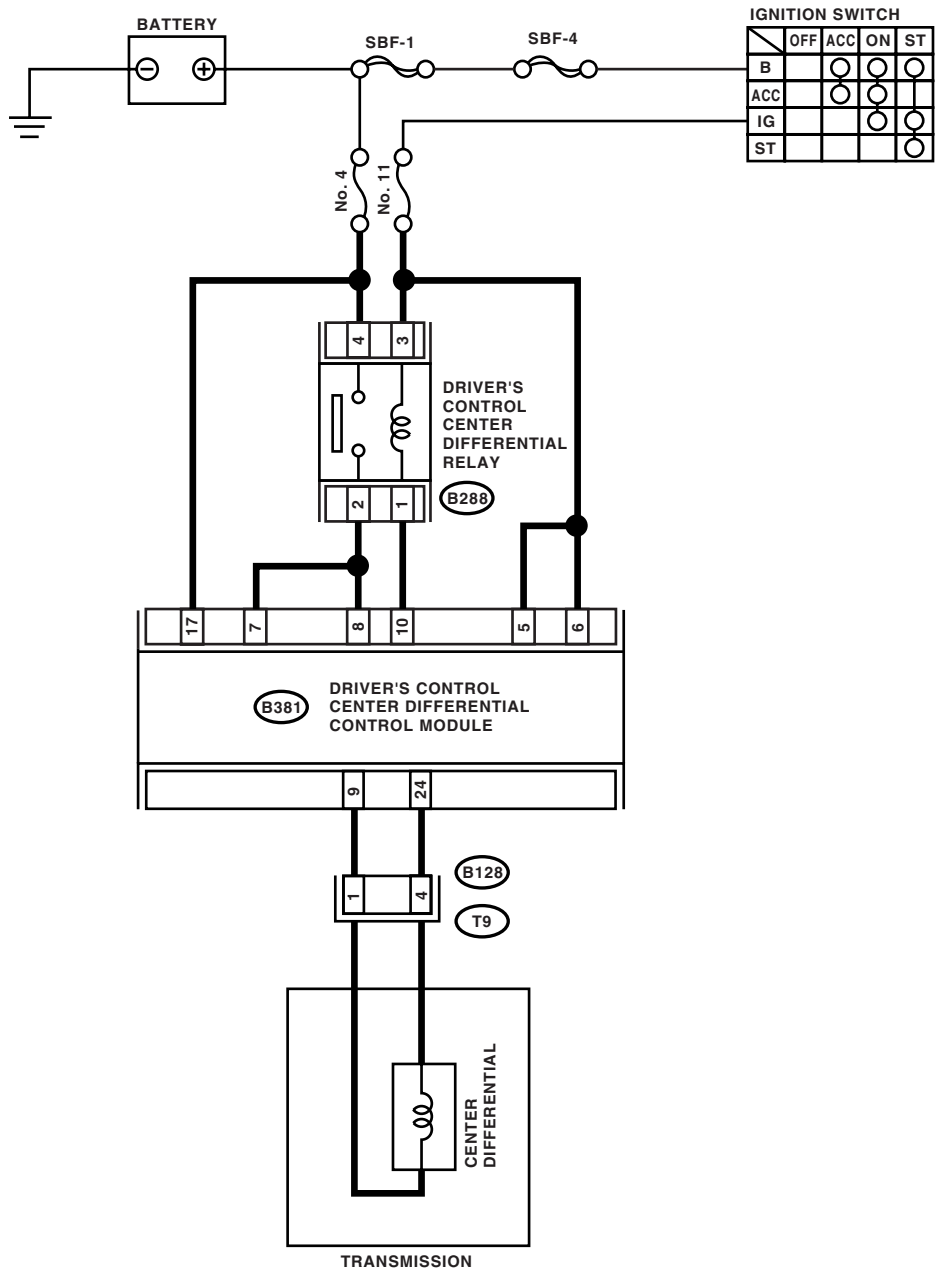 BATTERY
SBF-1
SBF-4
IGNITION SWITCH
OFF ACC ON ST
B
ACC
IG
ST
No. 4
No. 11
4 3
DRIVER'S
CONTROL
CENTER
DIFFERENTIAL
RELAY
2 1
B288
17 7 8 10 5 6
B381
DRIVER'S CONTROL
CENTER DIFFERENTIAL
CONTROL MODULE
9 24
1 4
B128
T9
CENTER
DIFFERENTIAL
TRANSMISSION